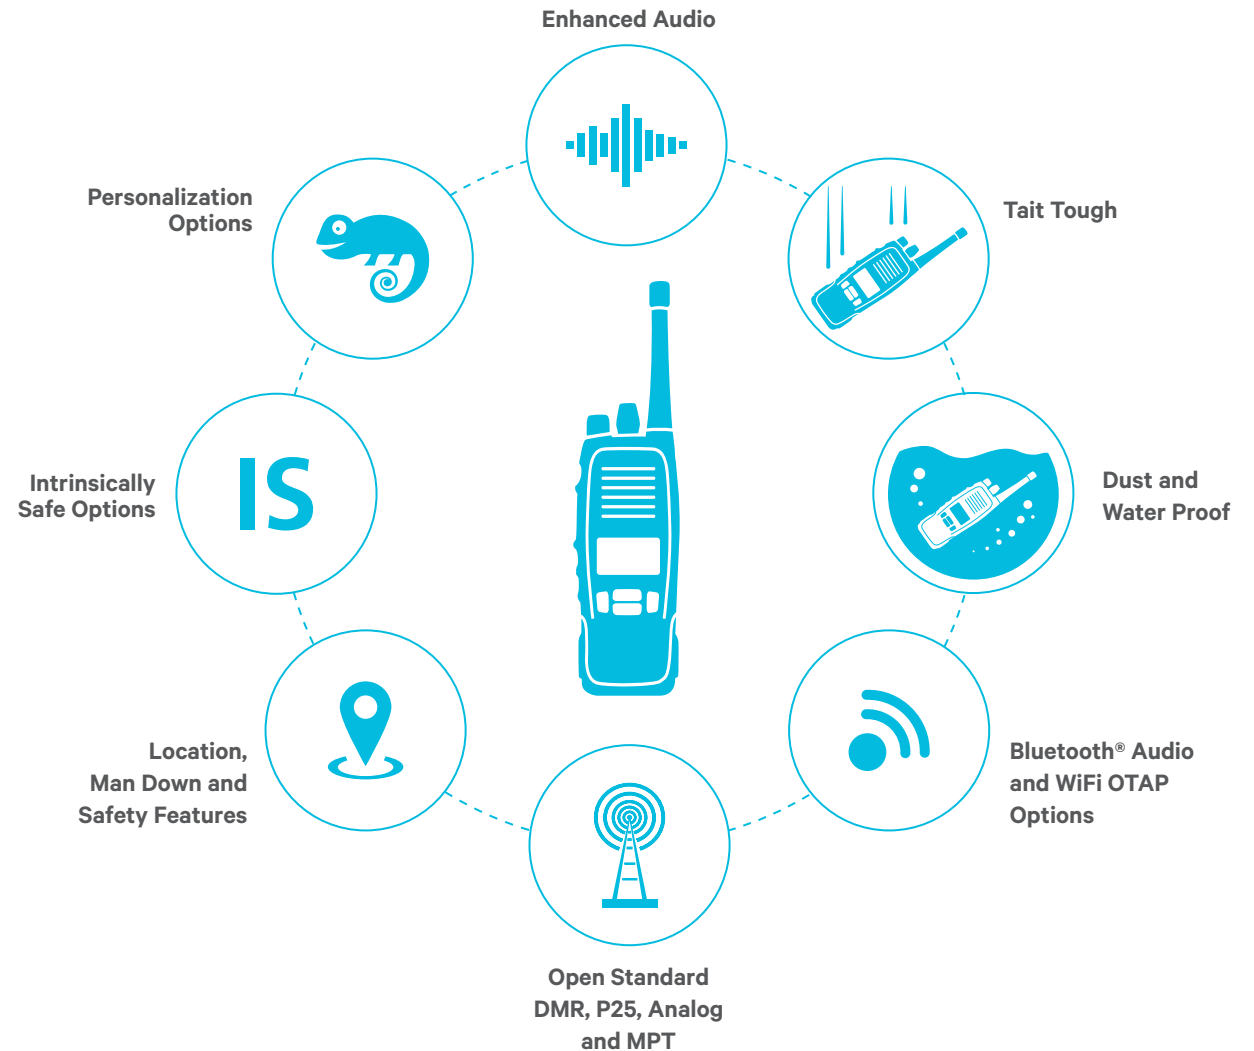 Enhanced Audio
Personalization
Options
Tait Tough
Intrinsically
Safe Options
IS
Dust and
Water Proof
Location,
Man Down and
Safety Features
Bluetooth® Audio
and WiFi OTAP
Options
Open Standard
DMR, P25, Analog
and MPT